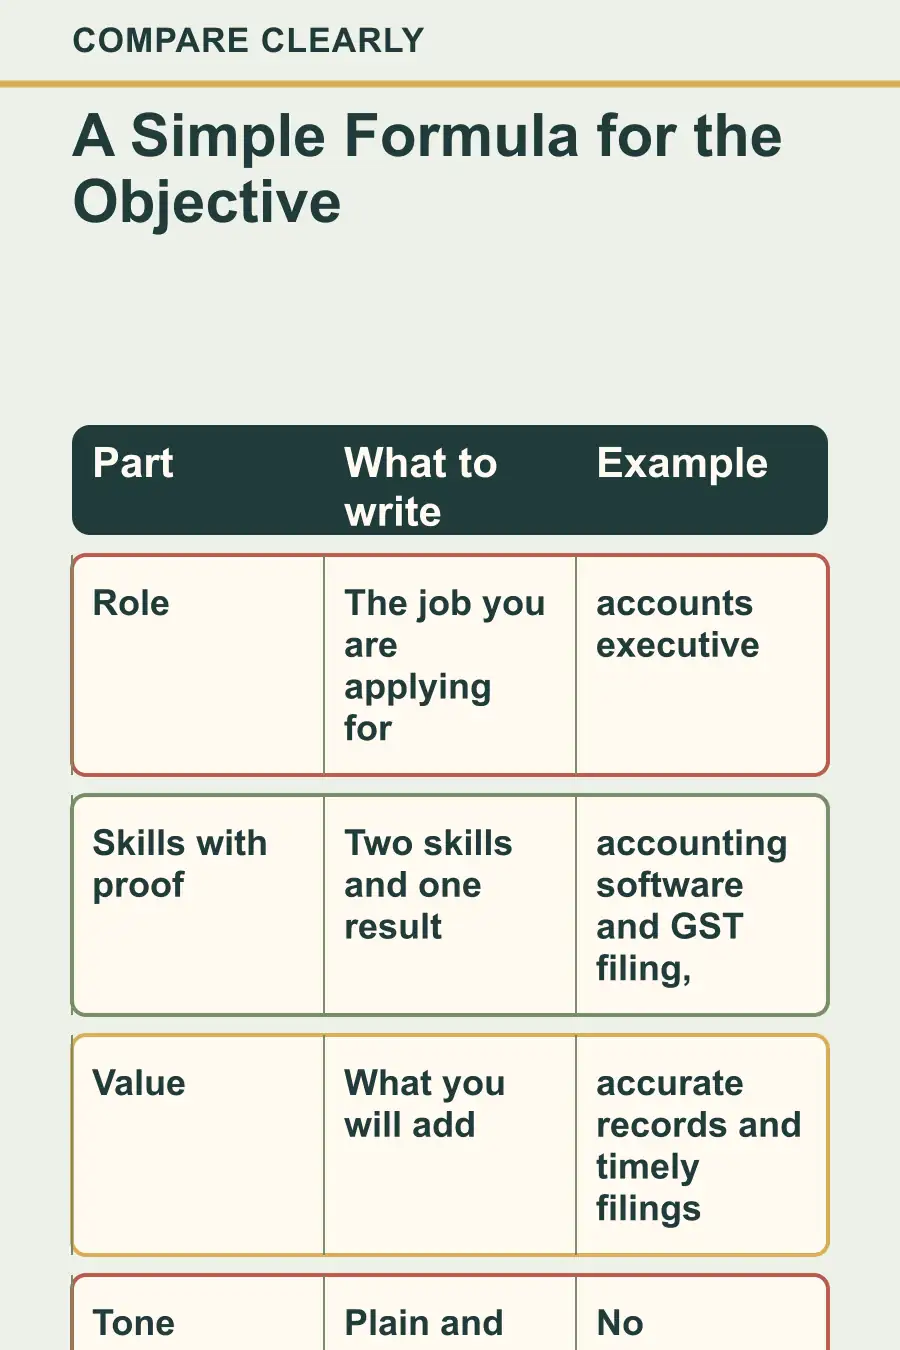 COMPARE CLEARLY
A Simple Formula for the
Objective
Part
What to
write
Example
Role
The job you
are
applying
for
accounts
executive
Skills with
proof
Two skills
and one
result
accounting
software
and GST
filing,
Value
What you
will add
accurate
records and
timely
filings
Tone
Plain and
No